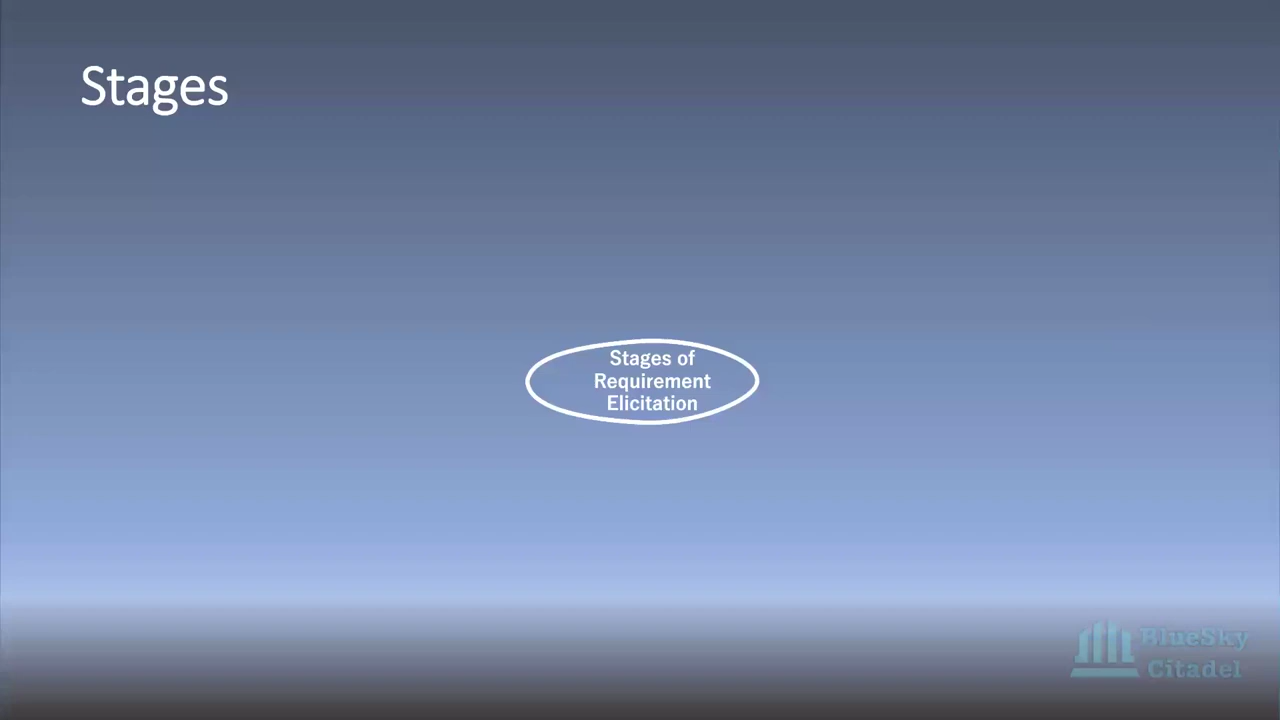 Stages
Stages of
Requirement
Elicitation
BlueSky
Citadel